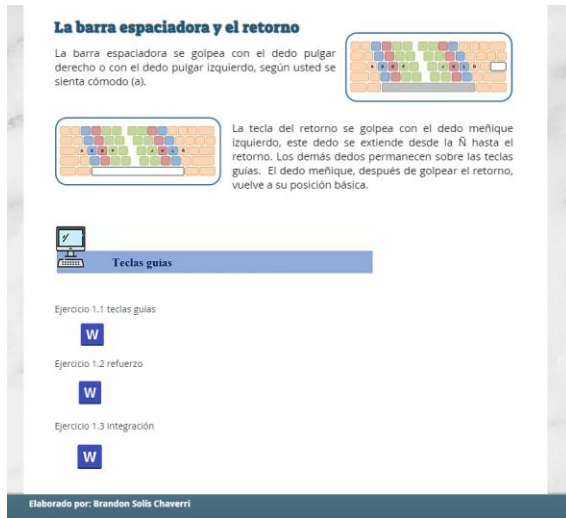 La barra espaciadora y el retorno
La barra espaciadora se golpea con el dedo pulgar
derecho o con el dedo pulgar izquierdo, según usted se
sienta cómodo (a).
La tecla del retorno se golpea con el dedo meñique
izquierdo, este dedo se extiende desde la Ñ hasta el
retorno. Los demás dedos permanecen sobre las teclas
guías. El dedo meñique, después de golpear el retorno,
vuelve a su posición básica.
Teclas guias
Ejercicio 1.1 teclas guías
W
Ejercicio 1.2 refuerzo
W
Ejercicio 1.3 integración
W
Elaborado por: Brandon Solís Chaverri